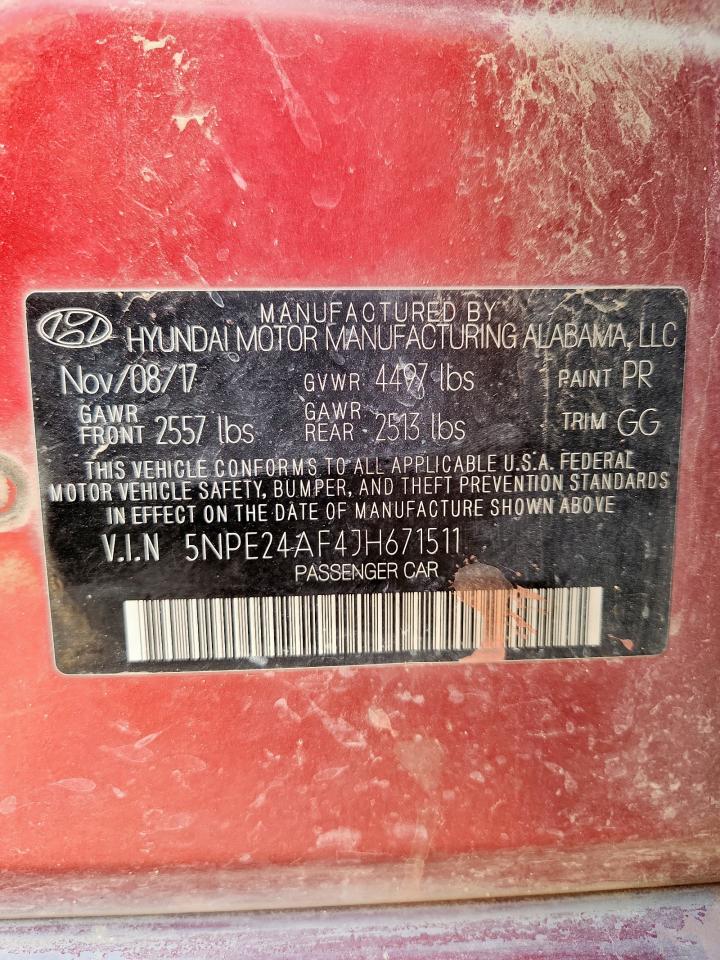 MANUFACTURED BY
HYUNDAI MOTOR MANUFACTURING ALABAMA, LLC
Nov/08/17 GVWR 4497 lbs PAINT PR
GAWR FRONT 2557 lbs GAWR REAR 2513 lbs TRIM GG
THIS VEHICLE CONFORMS TO ALL APPLICABLE U.S.A. FEDERAL
MOTOR VEHICLE SAFETY, BUMPER, AND THEFT PREVENTION STANDARDS
IN EFFECT ON THE DATE OF MANUFACTURE SHOWN ABOVE
V.I.N 5NPE24AF4JH671511
PASSENGER CAR